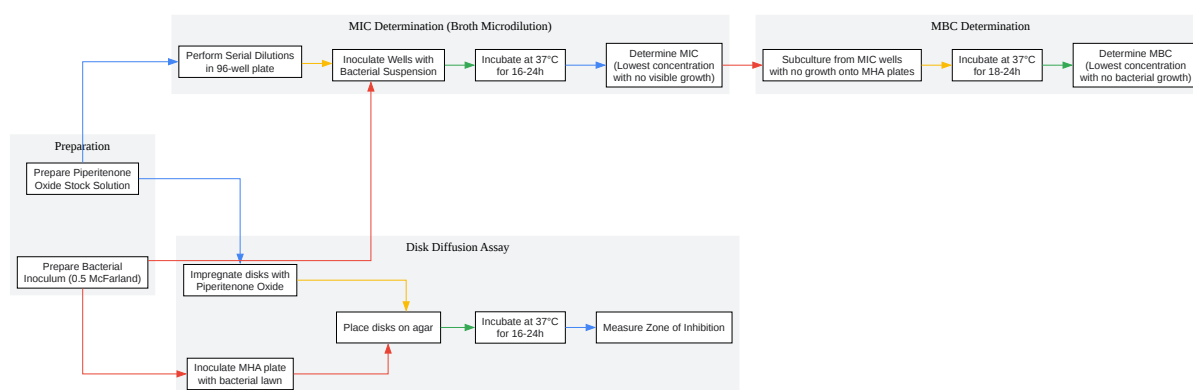 MIC Determination (Broth Microdilution)
Perform Serial Dilutions
in 96-well plate
Inoculate Wells with
Bacterial Suspension
Incubate at 37°C
for 16-24h
Determine MIC
(Lowest concentration
with no visible growth)
MBC Determination
Subculture from MIC wells
with no growth onto MHA plates
Incubate at 37°C
for 18-24h
Determine MBC
(Lowest concentration
with no bacterial growth)
Preparation
Prepare Piperitenone
Oxide Stock Solution
Prepare Bacterial
Inoculum (0.5 McFarland)
Disk Diffusion Assay
Impregnate disks with
Piperitenone Oxide
Place disks on agar
Incubate at 37°C
for 16-24h
Measure Zone of Inhibition
Inoculate MHA plate
with bacterial lawn